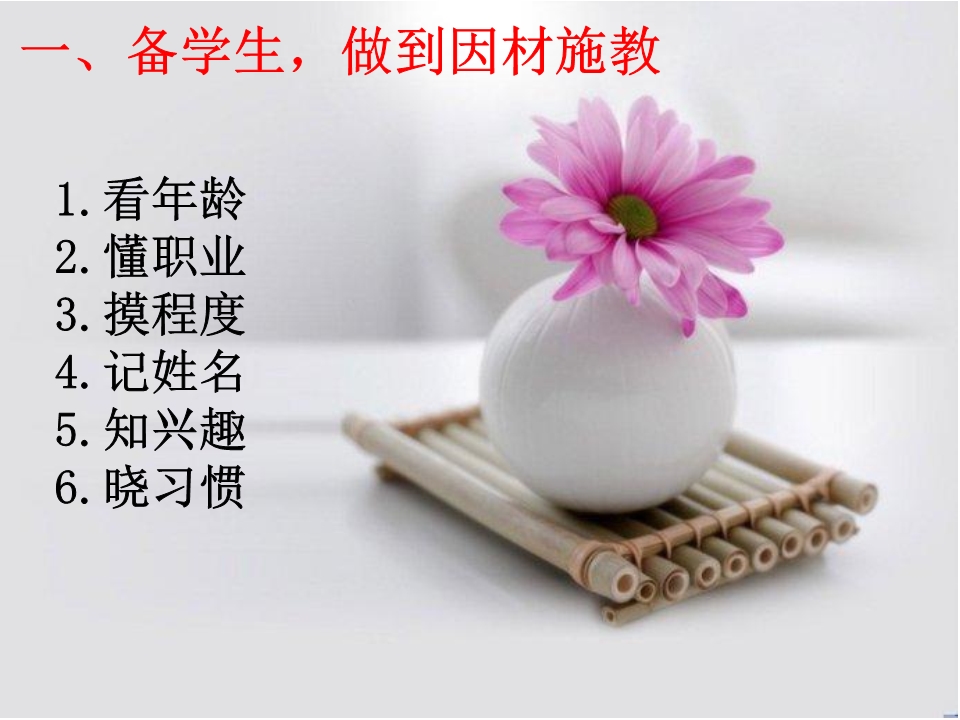 一、备学生，做到因材施教
1.看年龄
2.懂职业
3.摸程度
4.记姓名
5.知兴趣
6.晓习惯